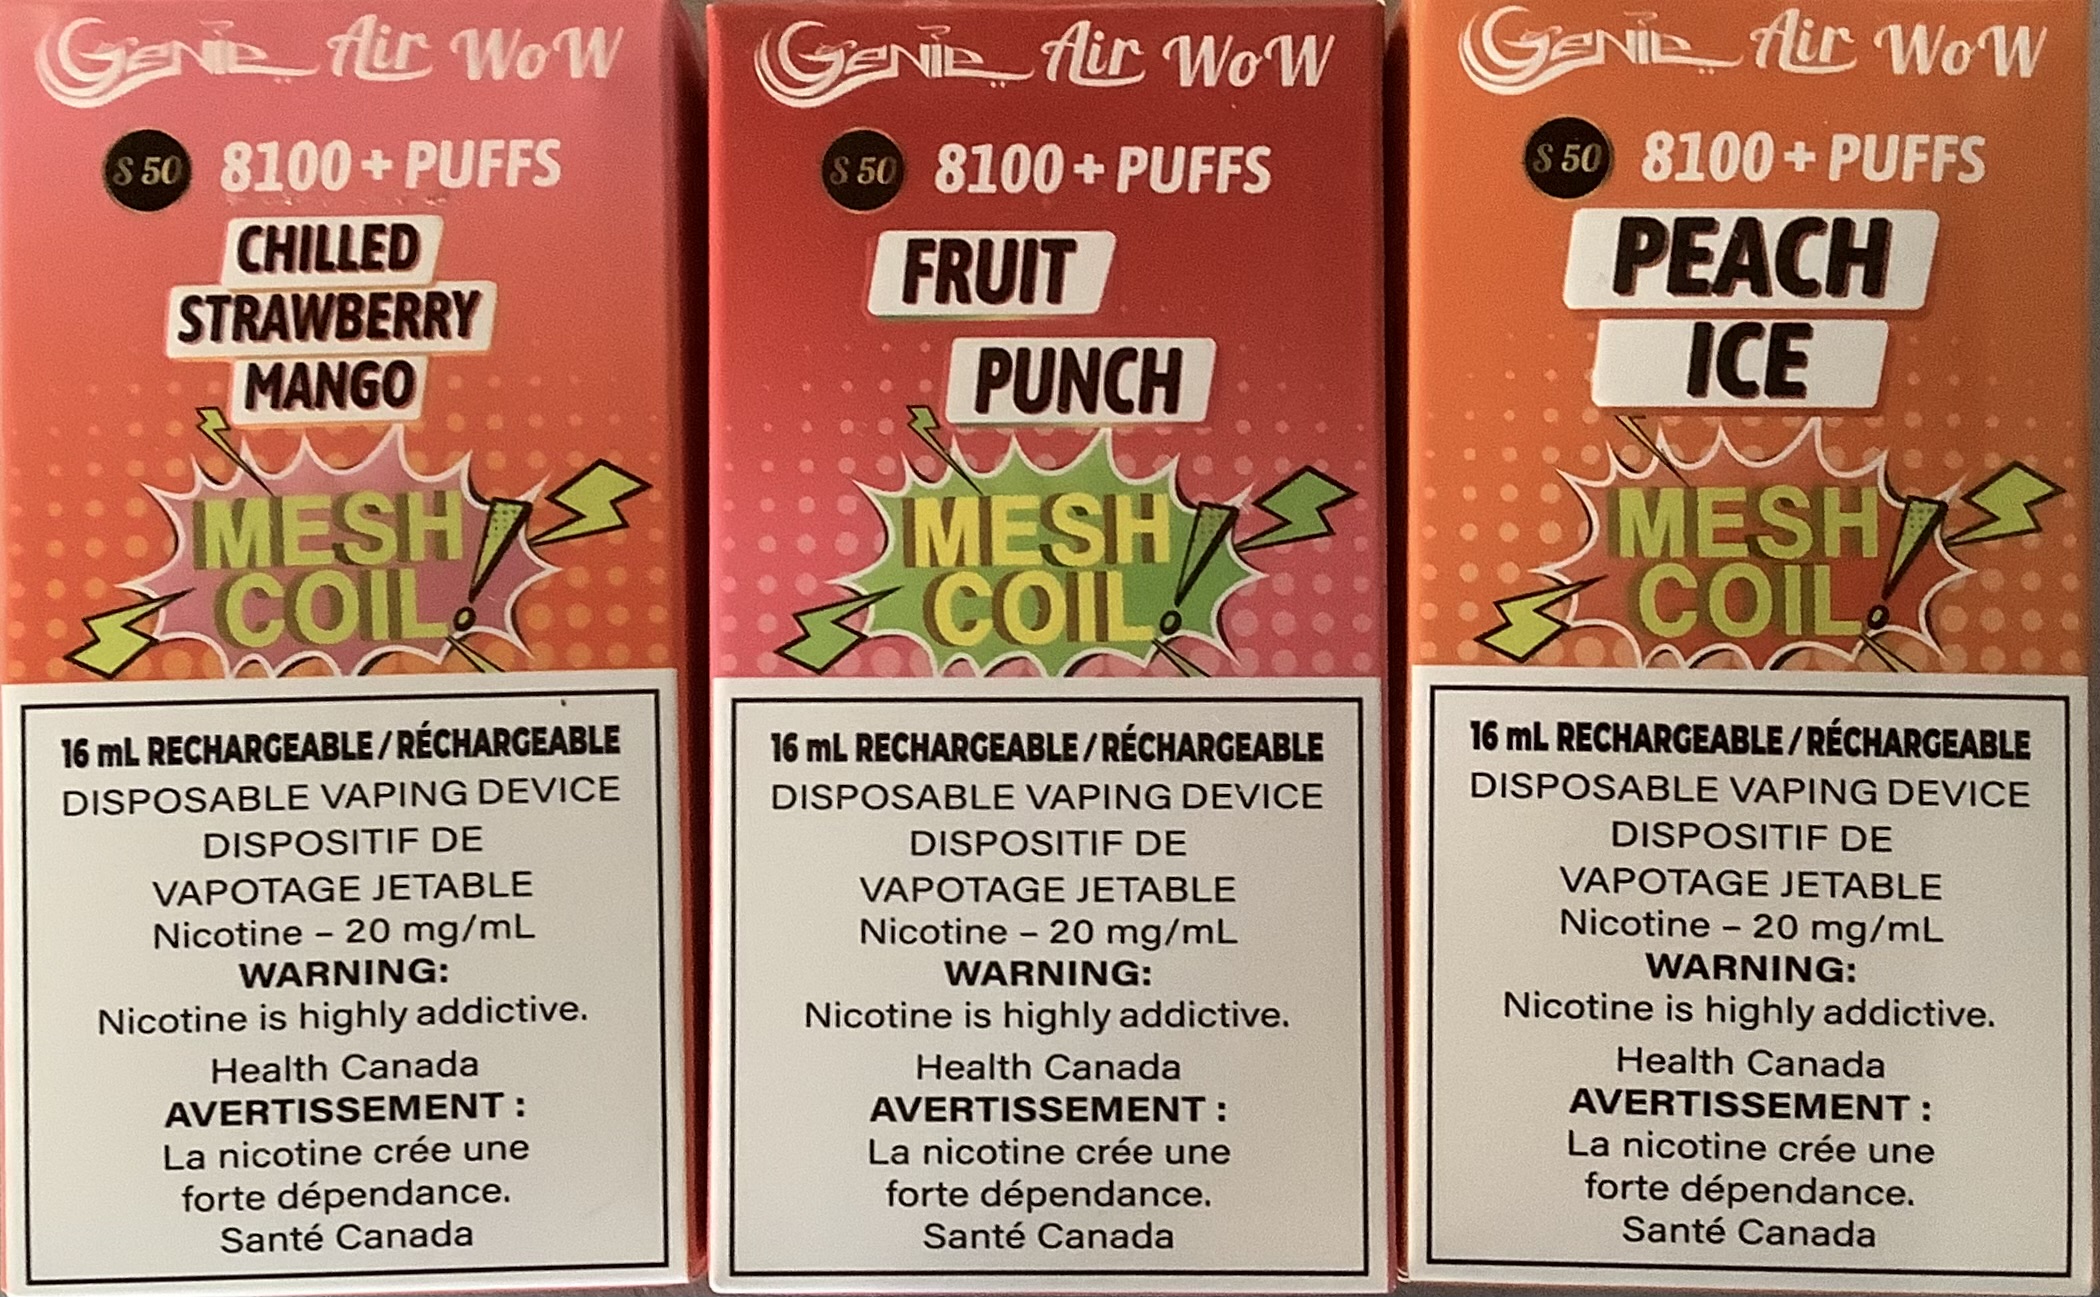 Genie Air WoW
S 50 8100+ PUFFS
CHILLED
STRAWBERRY
MANGO
MESH
COIL!
16 mL RECHARGEABLE / RÉCHARGEABLE
DISPOSABLE VAPING DEVICE
DISPOSITIF DE
VAPOTAGE JETABLE
Nicotine – 20 mg/mL
WARNING:
Nicotine is highly addictive.
Health Canada
AVERTISSEMENT :
La nicotine crée une
forte dépendance.
Santé Canada
Genie Air WoW
S 50 8100+ PUFFS
FRUIT
PUNCH
MESH
COIL!
16 mL RECHARGEABLE / RÉCHARGEABLE
DISPOSABLE VAPING DEVICE
DISPOSITIF DE
VAPOTAGE JETABLE
Nicotine – 20 mg/mL
WARNING:
Nicotine is highly addictive.
Health Canada
AVERTISSEMENT :
La nicotine crée une
forte dépendance.
Santé Canada
Genie Air WoW
S 50 8100+ PUFFS
PEACH
ICE
MESH
COIL!
16 mL RECHARGEABLE / RÉCHARGEABLE
DISPOSABLE VAPING DEVICE
DISPOSITIF DE
VAPOTAGE JETABLE
Nicotine – 20 mg/mL
WARNING:
Nicotine is highly addictive.
Health Canada
AVERTISSEMENT :
La nicotine crée une
forte dépendance.
Santé Canada